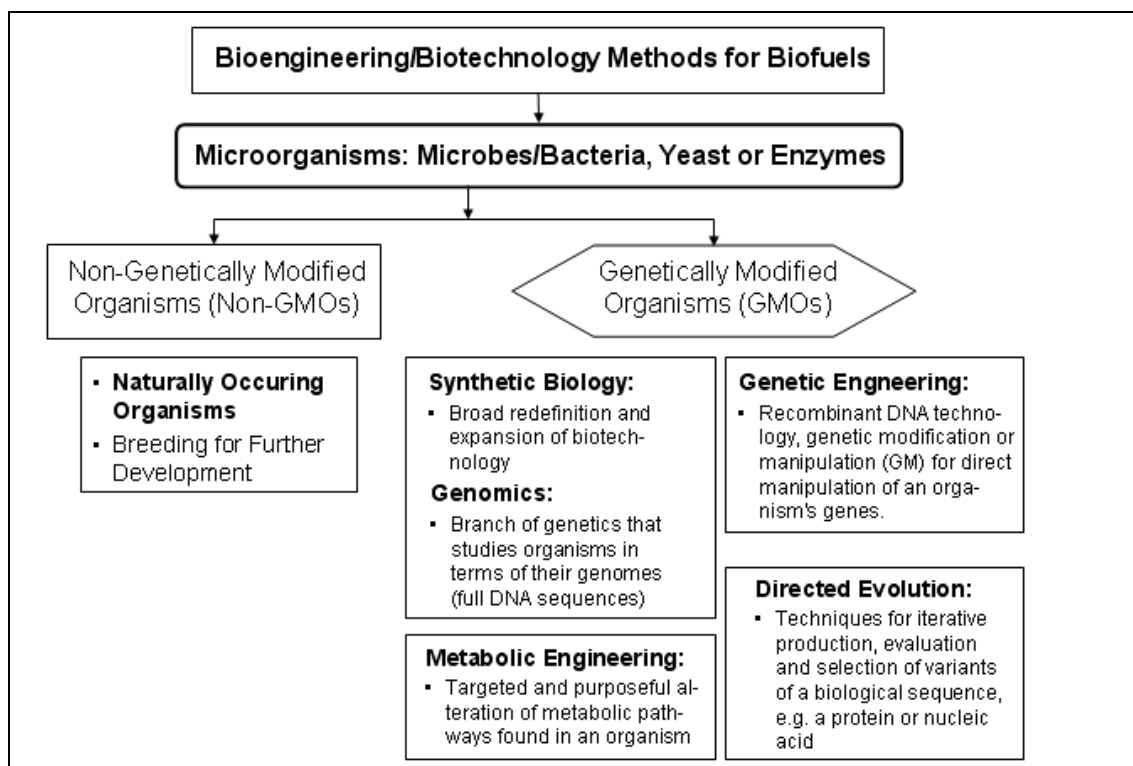 Bioengineering/Biotechnology Methods for Biofuels
Microorganisms: Microbes/Bacteria, Yeast or Enzymes
Non-Genetically Modified
Organisms (Non-GMOs)
Genetically Modified
Organisms (GMOs)
▪ Naturally Occuring
Organisms
▪ Breeding for Further
Development
Synthetic Biology:
▪ Broad redefinition and
expansion of biotech-
nology
Genomics:
▪ Branch of genetics that
studies organisms in
terms of their genomes
(full DNA sequences)
Metabolic Engineering:
▪ Targeted and purposeful al-
teration of metabolic path-
ways found in an organism
Genetic Engneering:
▪ Recombinant DNA techno-
logy, genetic modification or
manipulation (GM) for direct
manipulation of an orga-
nism's genes.
Directed Evolution:
▪ Techniques for iterative
production, evaluation
and selection of variants
of a biological sequence,
e.g. a protein or nucleic
acid